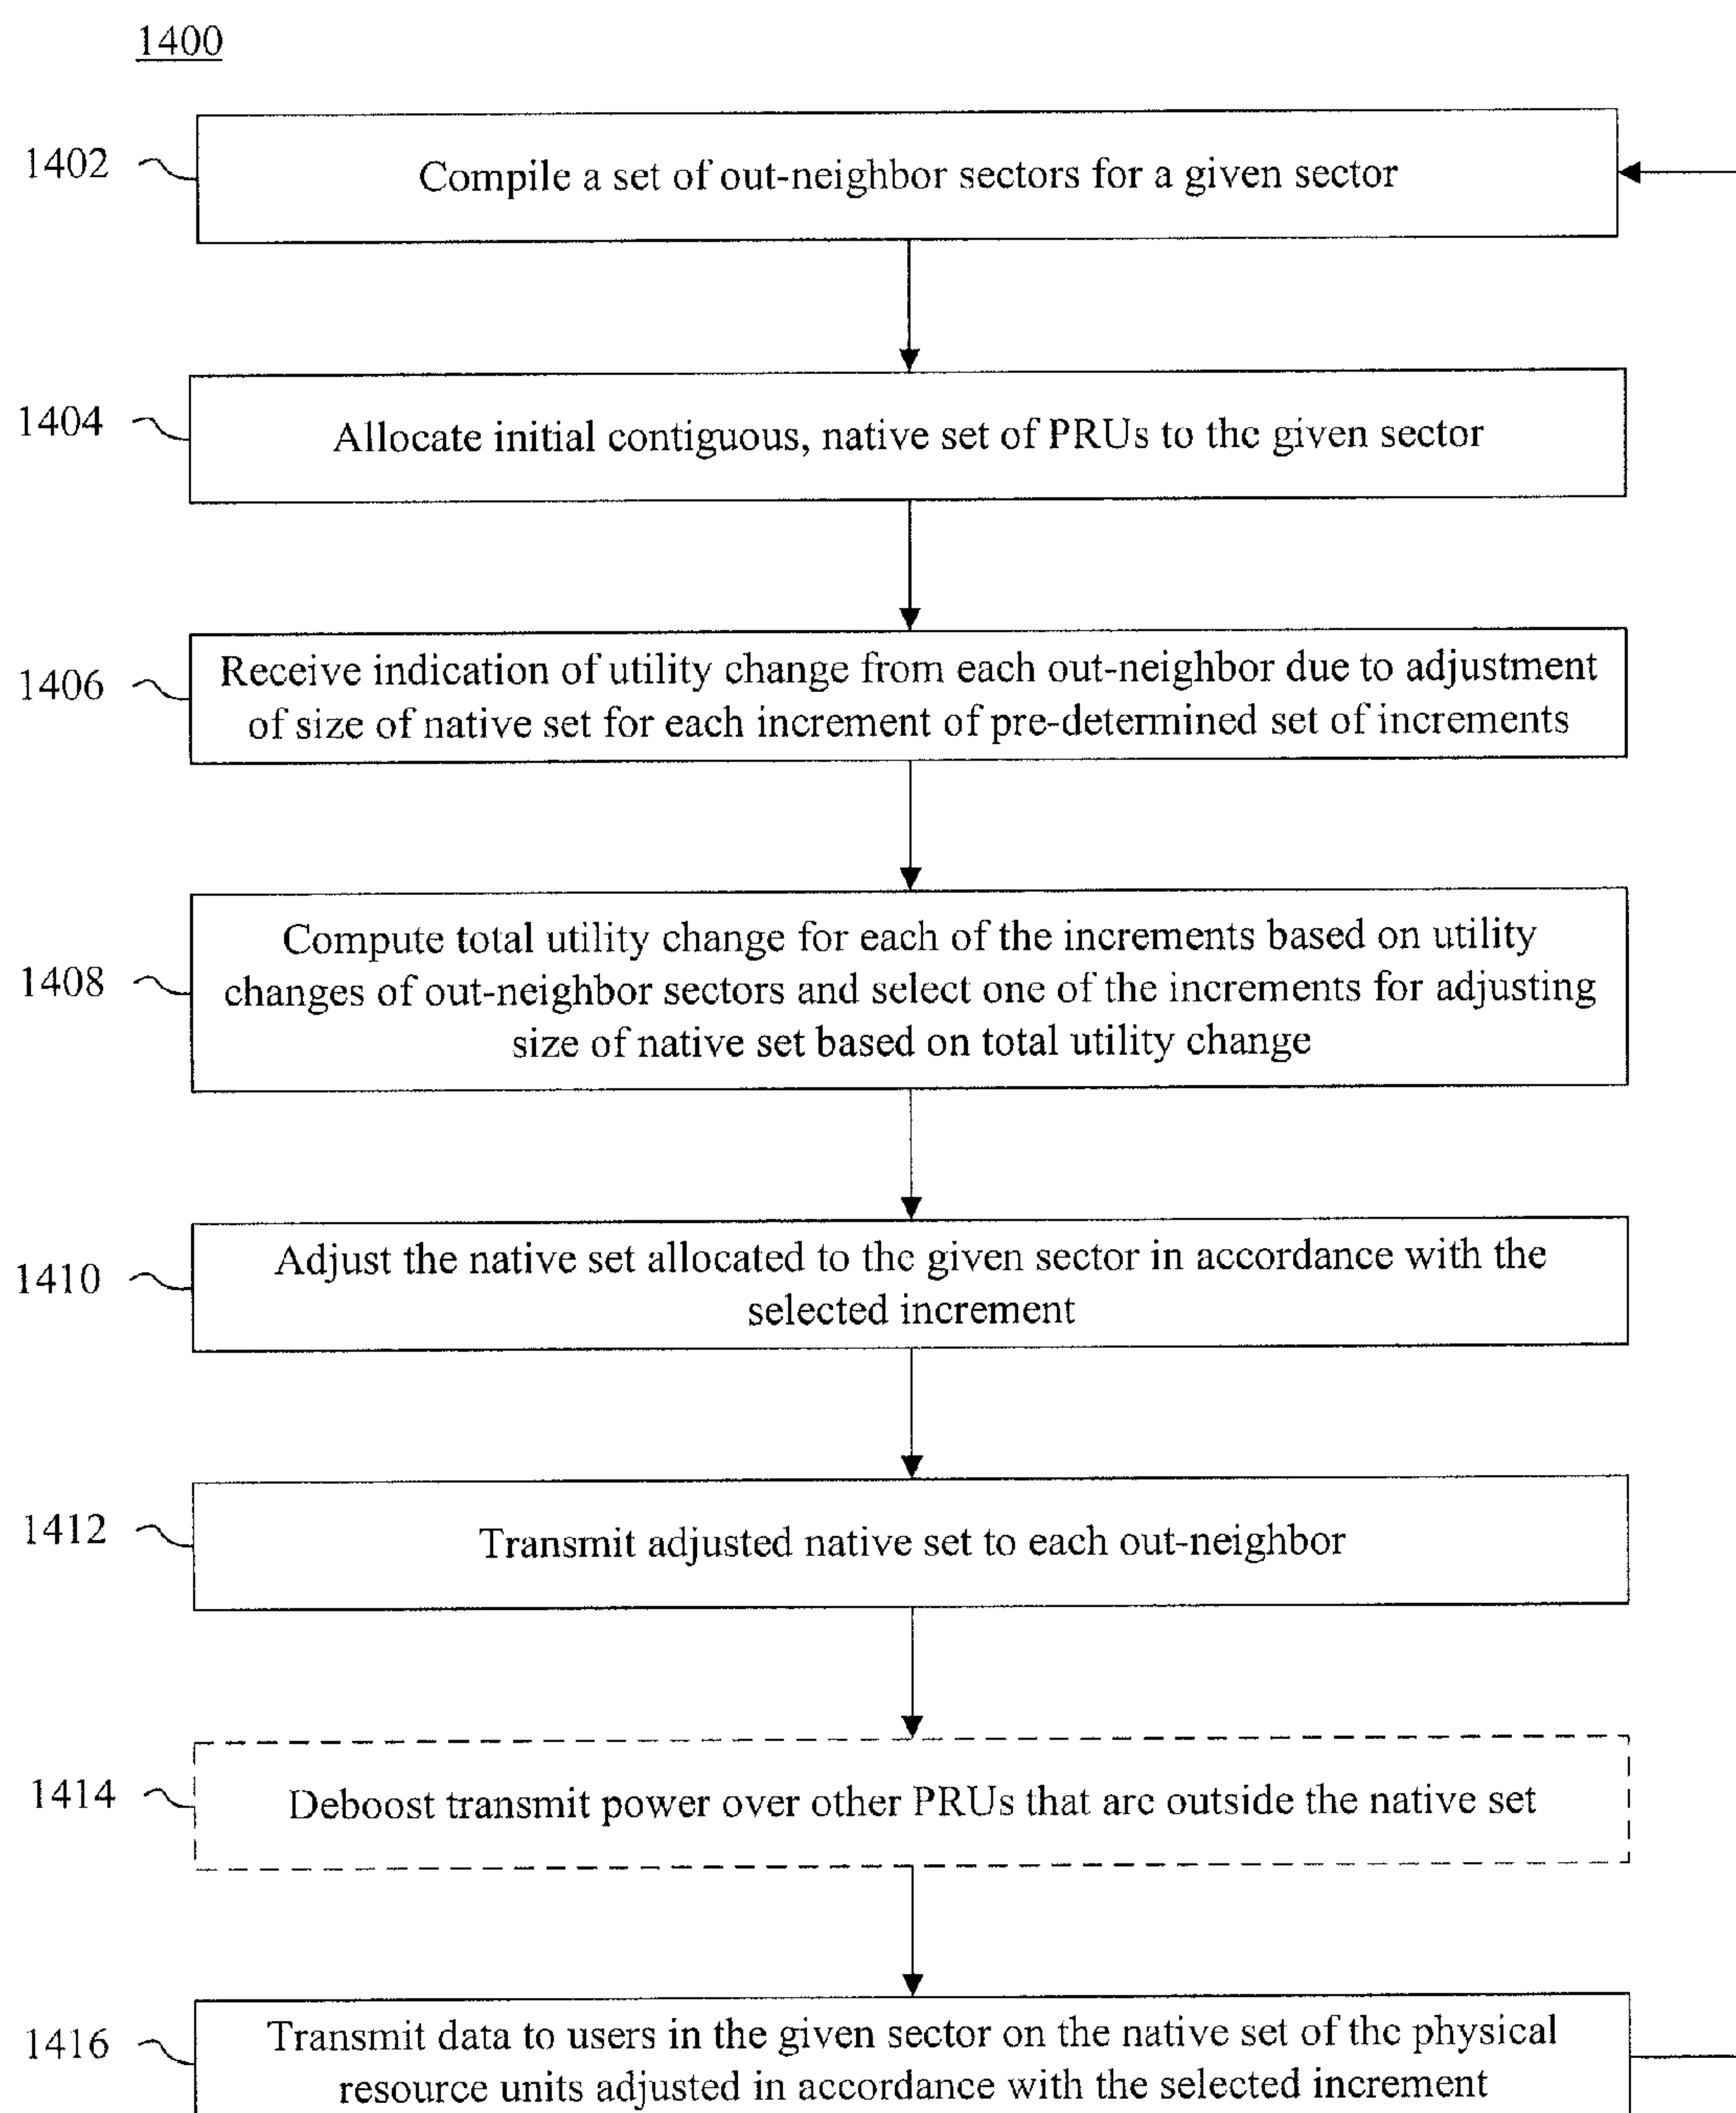 1400
1402
Compile a set of out-neighbor sectors for a given sector
1404
Allocate initial contiguous, native set of PRUs to the given sector
1406
Receive indication of utility change from each out-neighbor due to adjustment
of size of native set for each increment of pre-determined set of increments
1408
Compute total utility change for each of the increments based on utility
changes of out-neighbor sectors and select one of the increments for adjusting
size of native set based on total utility change
1410
Adjust the native set allocated to the given sector in accordance with the
selected increment
1412
Transmit adjusted native set to each out-neighbor
1414
Deboost transmit power over other PRUs that are outside the native set
1416
Transmit data to users in the given sector on the native set of the physical
resource units adjusted in accordance with the selected increment